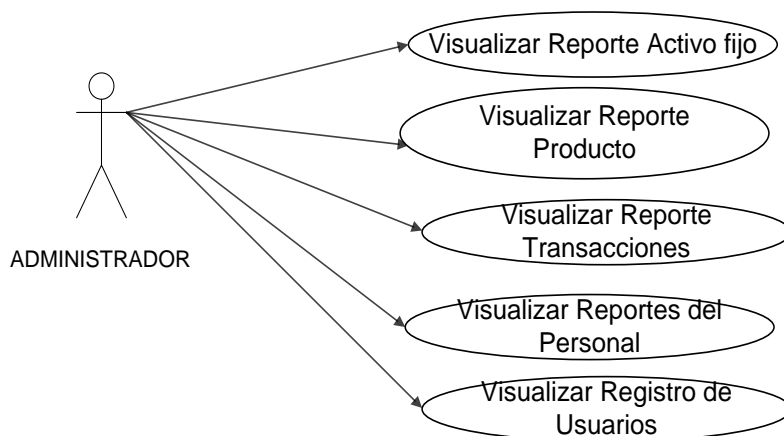 Visualizar Reporte Activo fijo
Visualizar Reporte
Producto
Visualizar Reporte
Transacciones
ADMINISTRADOR
Visualizar Reportes del
Personal
Visualizar Registro de
Usuarios